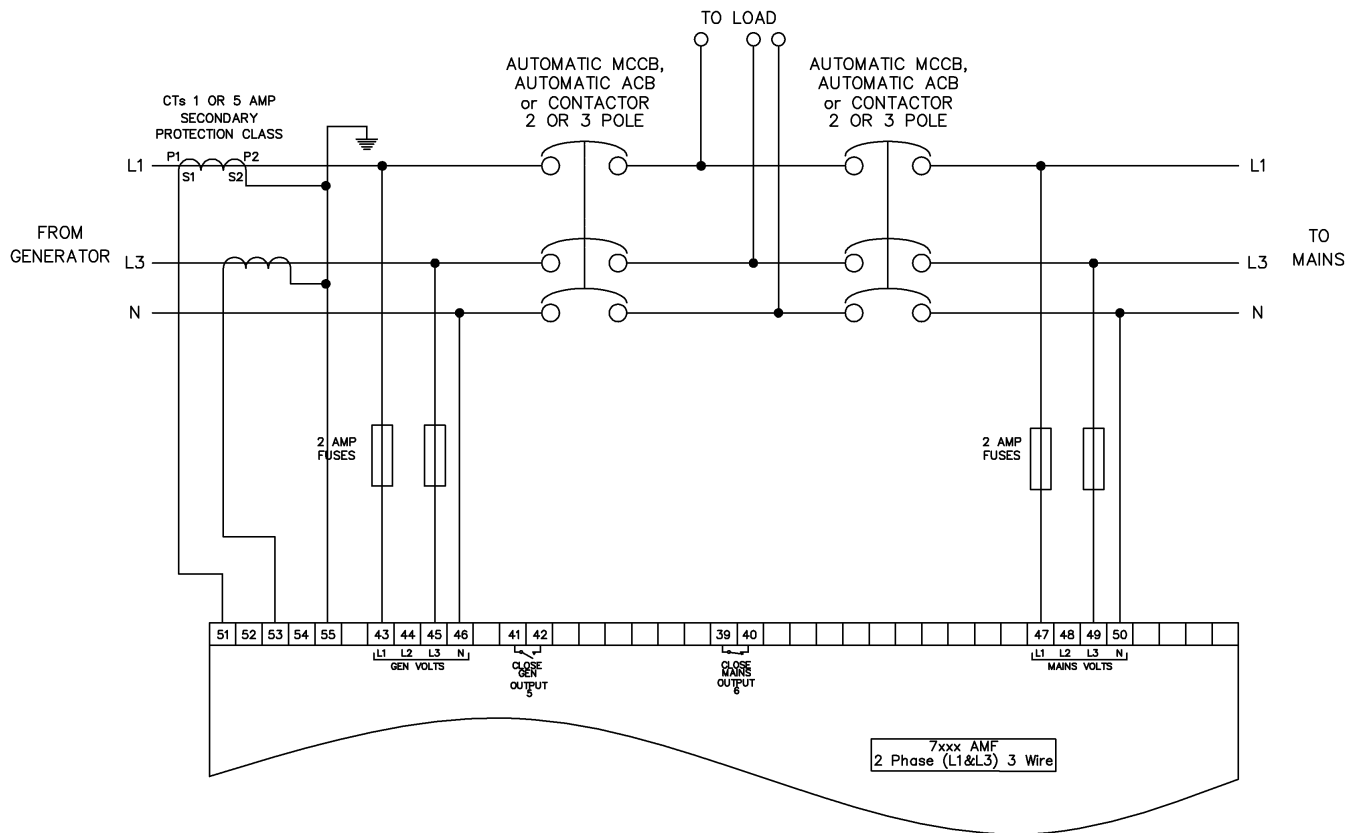 TO LOAD
AUTOMATIC MCCB,
AUTOMATIC ACB
or CONTACTOR
2 OR 3 POLE
AUTOMATIC MCCB,
AUTOMATIC ACB
or CONTACTOR
2 OR 3 POLE
CTs 1 OR 5 AMP
SECONDARY
PROTECTION CLASS
P1
P2
S1
S2
L1
L1
FROM
GENERATOR
L3
L3
TO
MAINS
N
N
2 AMP
FUSES
2 AMP
FUSES
51 52 53 54 55 43 44 45 46 41 42 39 40 47 48 49 50
L1 L2 L3 N
GEN VOLTS
CLOSE
GEN
OUTPUT
5
CLOSE
MAINS
OUTPUT
6
L1 L2 L3 N
MAINS VOLTS
7xxx AMF
2 Phase (L1&L3) 3 Wire